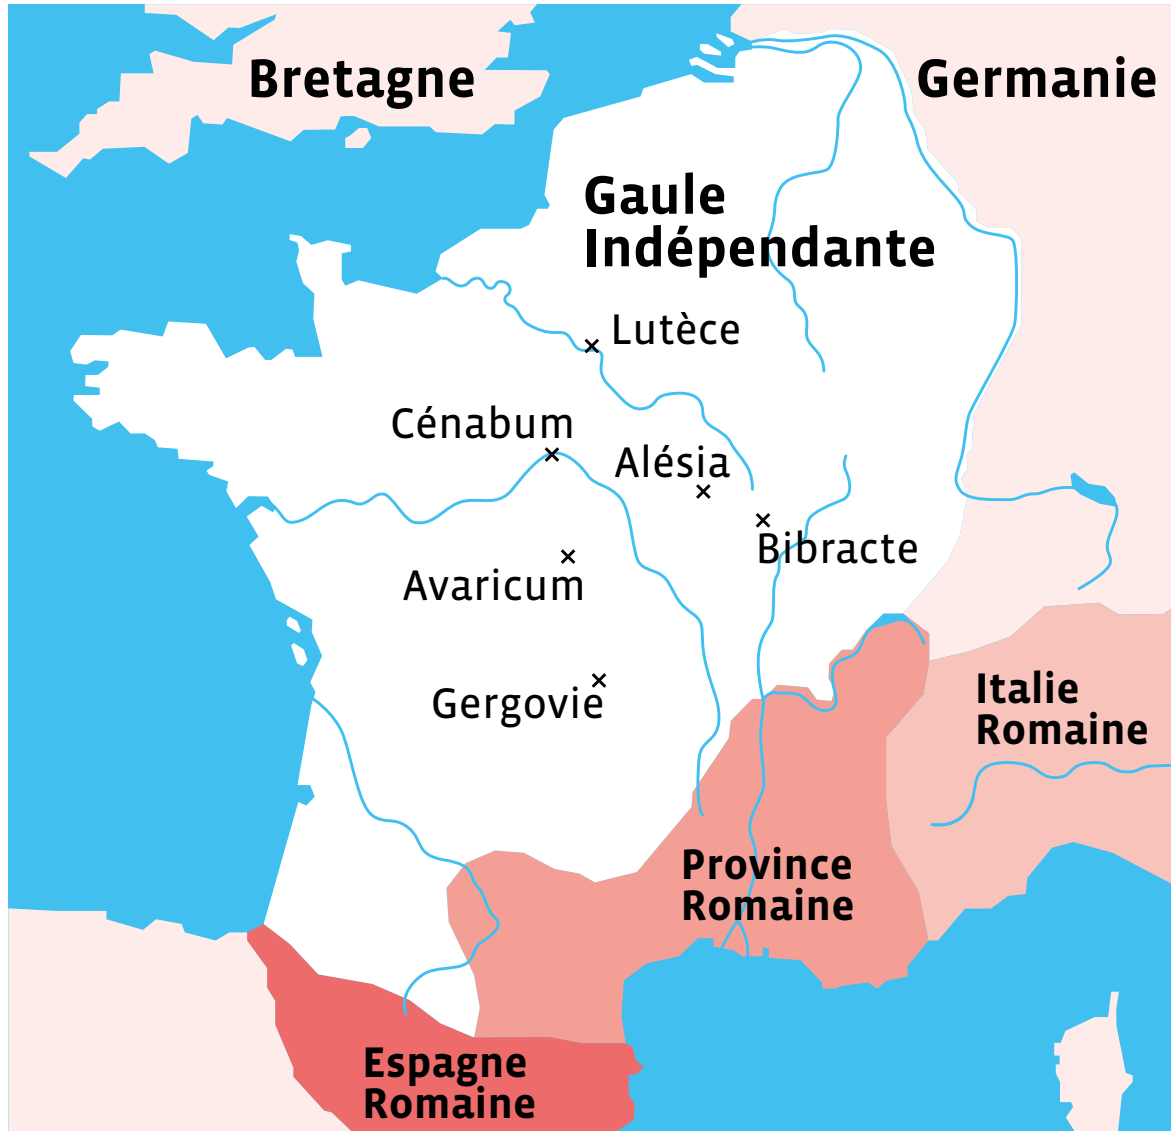 Bretagne
Germanie
Gaule
Indépendante
Lutèce
Cénabum
Alésia
Bibracte
Avaricum
Gergovie
Italie
Romaine
Province
Romaine
Espagne
Romaine